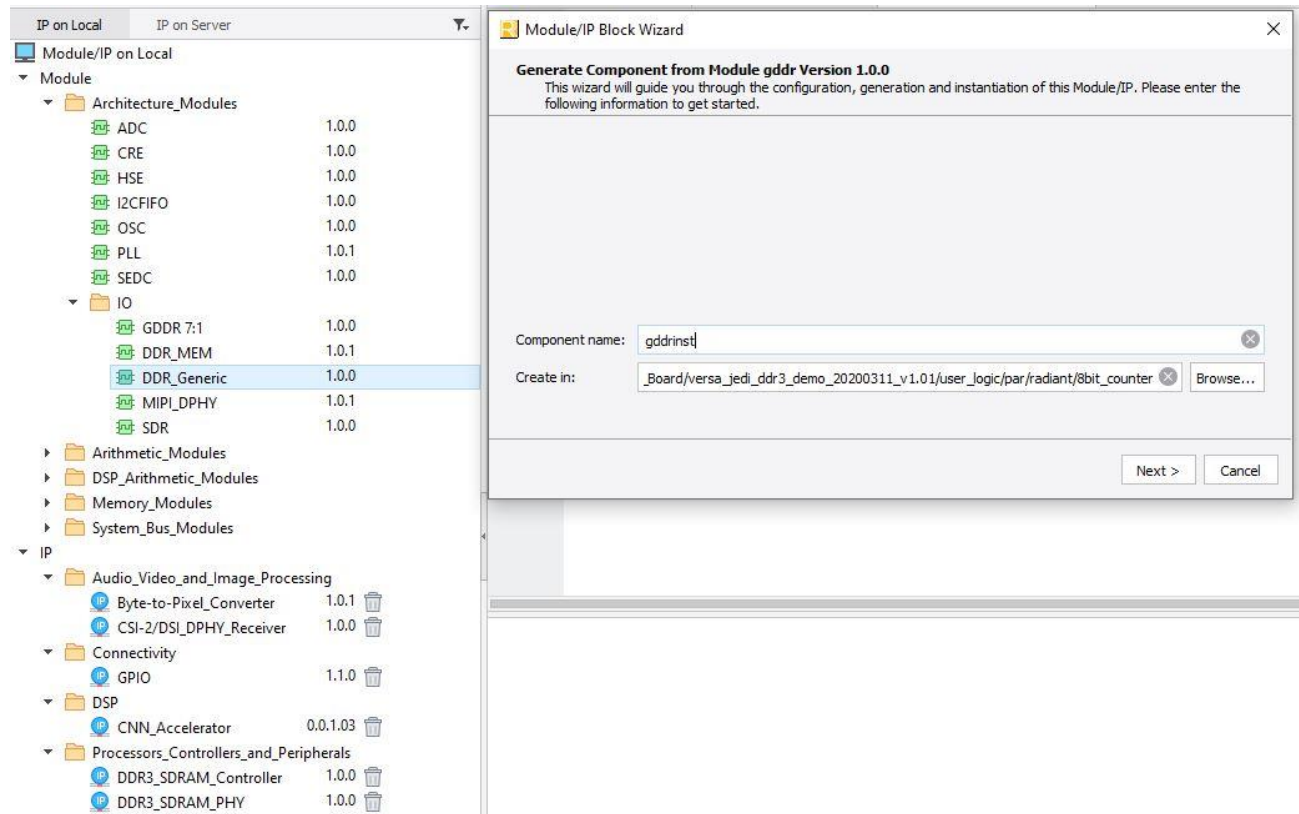 IP on Local IP on Server
Module/IP on Local
Module
Architecture_Modules
ADC 1.0.0
CRE 1.0.0
HSE 1.0.0
I2CFIFO 1.0.0
OSC 1.0.0
PLL 1.0.1
SEDC 1.0.0
IO
GDDR 7:1 1.0.0
DDR_MEM 1.0.1
DDR_Generic 1.0.0
MIPI_DPHY 1.0.1
SDR 1.0.0
Arithmetic_Modules
DSP_Arithmetic_Modules
Memory_Modules
System_Bus_Modules
IP
Audio_Video_and_Image_Processing
Byte-to-Pixel_Converter 1.0.1
CSI-2/DSI_DPHY_Receiver 1.0.0
Connectivity
GPIO 1.1.0
DSP
CNN_Accelerator 0.0.1.03
Processors_Controllers_and_Peripherals
DDR3_SDRAM_Controller 1.0.0
DDR3_SDRAM_PHY 1.0.0
Module/IP Block Wizard
Generate Component from Module gddr Version 1.0.0
This wizard will guide you through the configuration, generation and instantiation of this Module/IP. Please enter the
following information to get started.
Component name: gddrinst
Create in: _Board/versa_jedi_ddr3_demo_20200311_v1.01/user_logic/par/radiant/8bit_counter Browse...
Next > Cancel